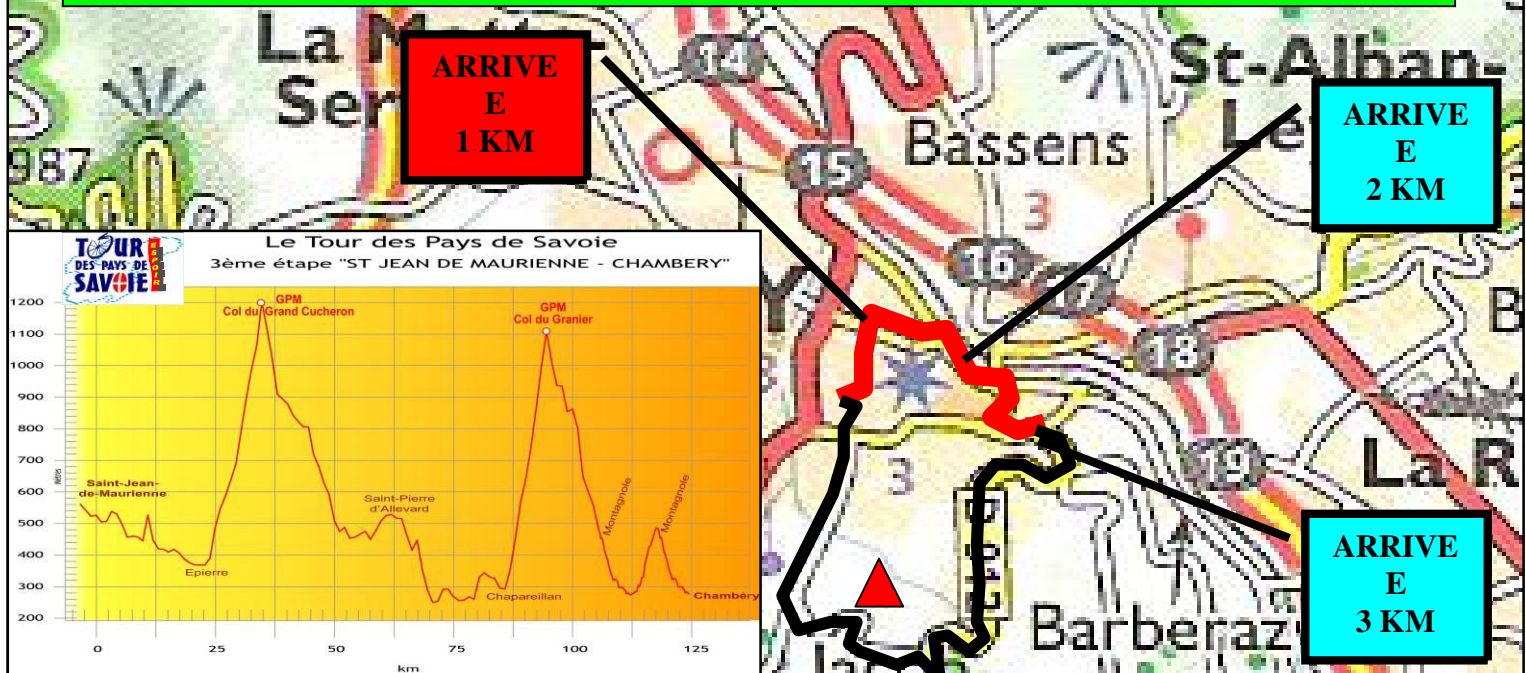 La
Ser
ARRIVE
E
1 KM
987
14
15
Bassens
3
St-Alban-
Le
ARRIVE
E
2 KM
16
17
18
B
3
19
La R
Barberaz
ARRIVE
E
3 KM
TOUR
DES PAYS DE
SAVOIE
ESPOIR
Le Tour des Pays de Savoie
3ème étape "ST JEAN DE MAURIENNE - CHAMBERY"
1200
1100
1000
900
800
700
600
500
400
300
200
Mètres
GPM
Col du Grand Cucheron
GPM
Col du Granier
Saint-Jean-
de-Maurienne
Epierre
Saint-Pierre
d'Allevard
Chapareillan
Montagnole
Montagnole
Chambéry
0 25 50 75 100 125
km